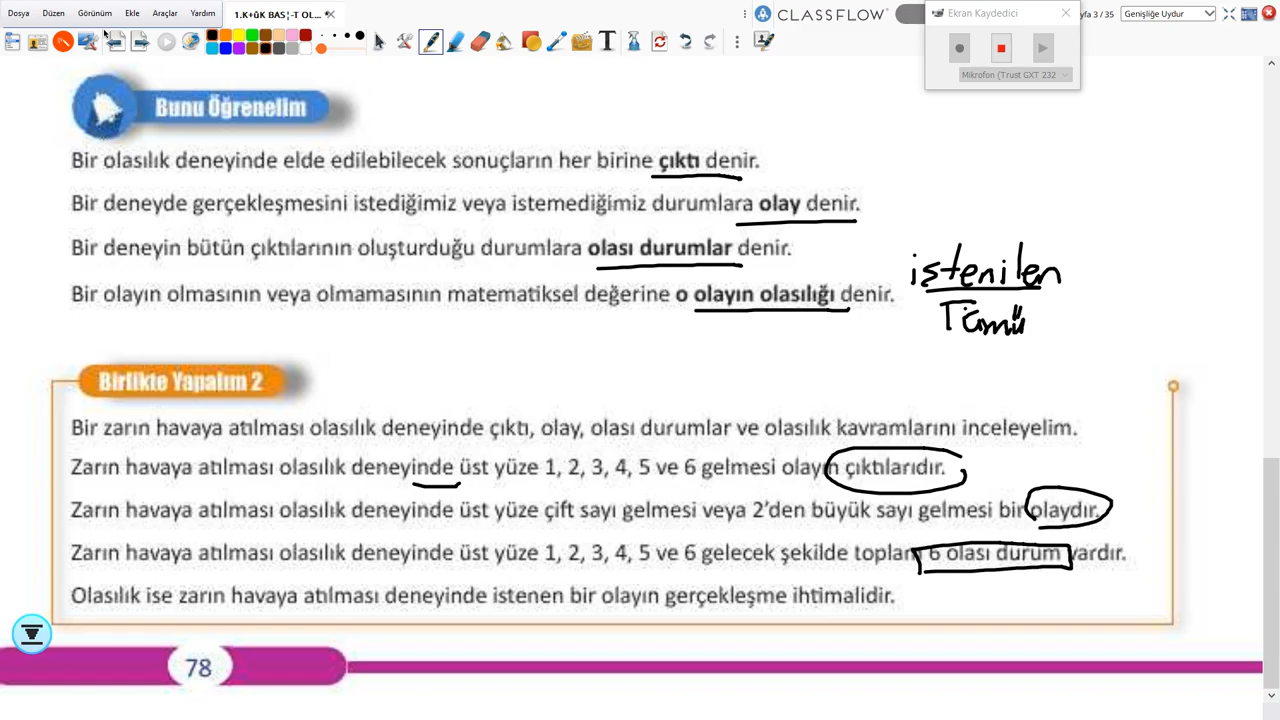 Dosya Düzen Görünüm Ekle Araçlar Yardım
1.K+ûK BAS¦-T OL...
CLASSFLOW
Ekran Kaydedici
yfa 3 / 35
Genişliğe Uydur
Mikrofon (Trust GXT 232
Bunu Öğrenelim
Bir olasılık deneyinde elde edilebilecek sonuçların her birine çıktı denir.
Bir deneyde gerçekleşmesini istediğimiz veya istemediğimiz durumlara olay denir.
Bir deneyin bütün çıktılarının oluşturduğu durumlara olası durumlar denir.
Bir olayın olmasının veya olmamasının matematiksel değerine o olayın olasılığı denir.
istenilen
Tümü
Birlikte Yapalım 2
Bir zarın havaya atılması olasılık deneyinde çıktı, olay, olası durumlar ve olasılık kavramlarını inceleyelim.
Zarın havaya atılması olasılık deneyinde üst yüze 1, 2, 3, 4, 5 ve 6 gelmesi olayın çıktılarıdır.
Zarın havaya atılması olasılık deneyinde üst yüze çift sayı gelmesi veya 2'den büyük sayı gelmesi bir olaydır.
Zarın havaya atılması olasılık deneyinde üst yüze 1, 2, 3, 4, 5 ve 6 gelecek şekilde toplam 6 olası durum vardır.
Olasılık ise zarın havaya atılması deneyinde istenen bir olayın gerçekleşme ihtimalidir.
78